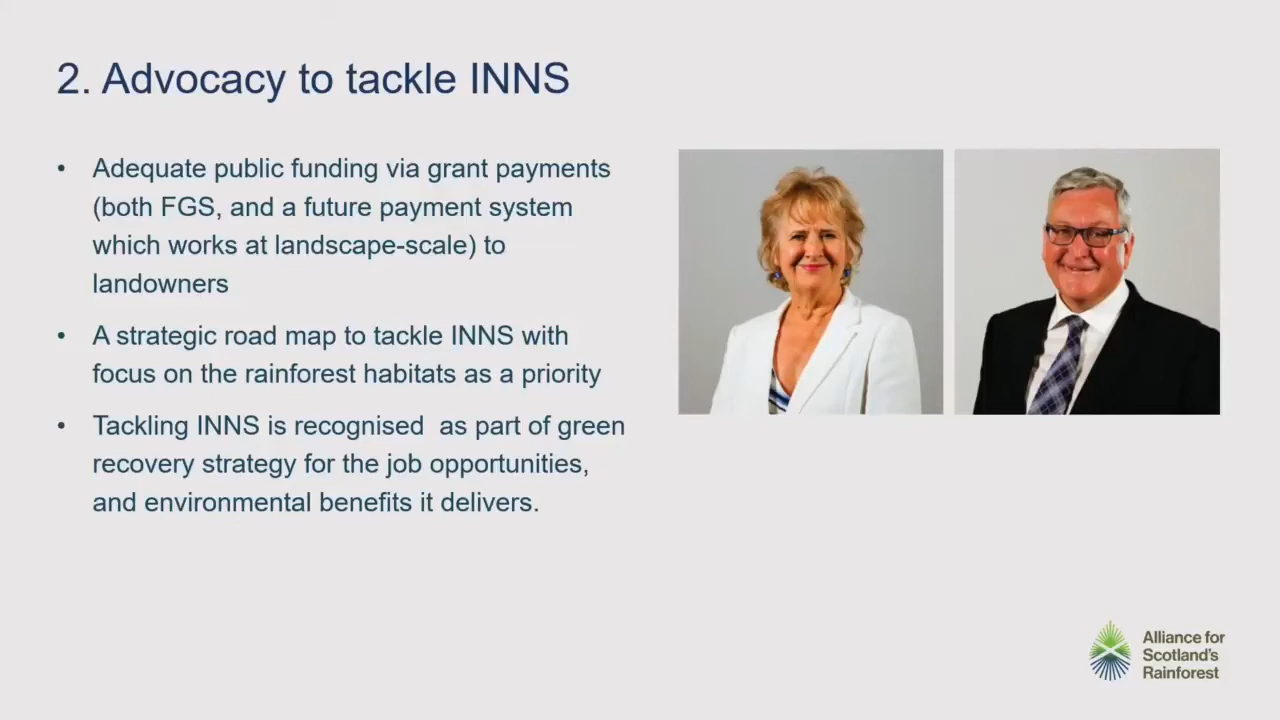 2. Advocacy to tackle INNS
• Adequate public funding via grant payments
(both FGS, and a future payment system
which works at landscape-scale) to
landowners
• A strategic road map to tackle INNS with
focus on the rainforest habitats as a priority
• Tackling INNS is recognised  as part of green
recovery strategy for the job opportunities,
and environmental benefits it delivers.
Alliance for
Scotland's
Rainforest